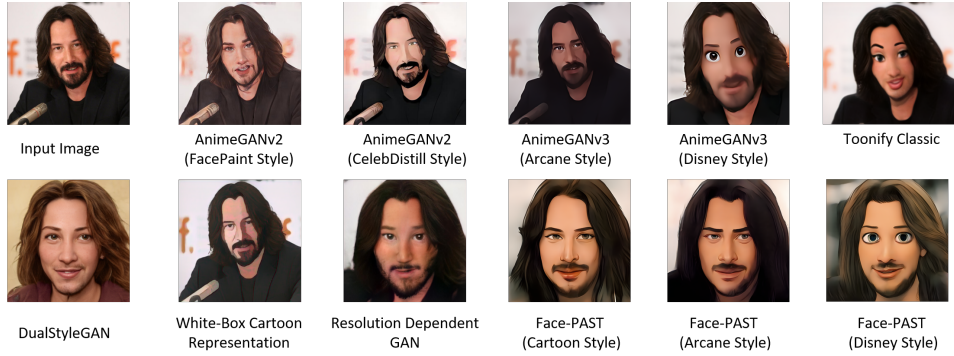 Input Image
AnimeGANv2
(FacePaint Style)
AnimeGANv2
(CelebDistill Style)
AnimeGANv3
(Arcane Style)
AnimeGANv3
(Disney Style)
Toonify Classic
DualStyleGAN
White-Box Cartoon
Representation
Resolution Dependent
GAN
Face-PAST
(Cartoon Style)
Face-PAST
(Arcane Style)
Face-PAST
(Disney Style)